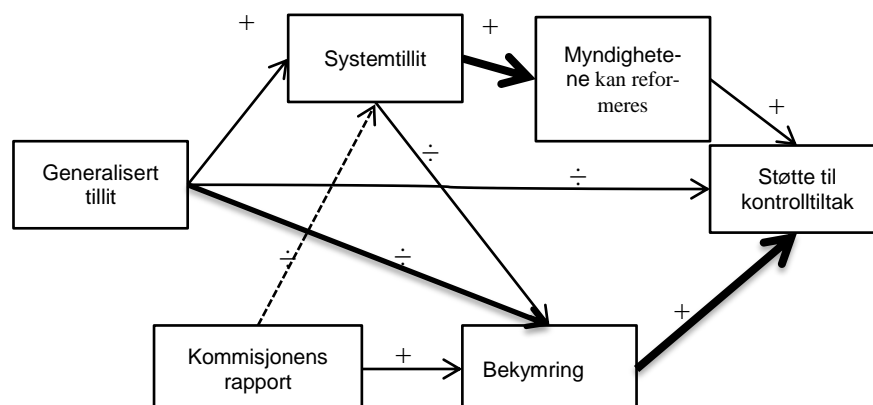 +
+
Systemtillit
Myndighete-
ne kan refor-
meres
+
÷
Generalisert
tillit
÷
Støtte til
kontrolltiltak
÷
÷
+
Kommisjonens
rapport
+
Bekymring